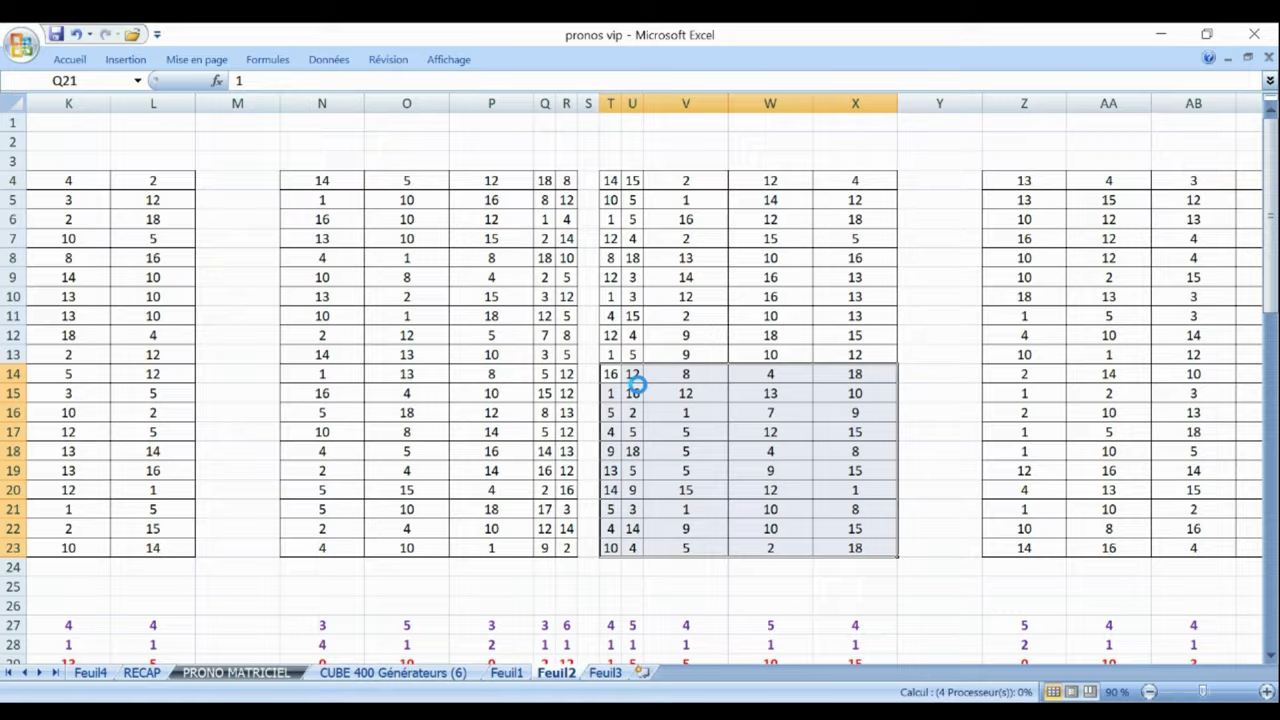 pronos vip - Microsoft Excel
Accueil Insertion Mise en page Formules Données Révision Affichage
Q21 fx 1
K L M N O P Q R S T U V W X Y Z AA AB
1
2
3
4 4 2 14 5 12 18 8 14 15 2 12 4 13 4 3
5 3 12 1 10 16 8 12 10 5 1 14 12 13 15 12
6 2 18 16 10 12 1 4 1 5 16 12 18 10 12 13
7 10 5 13 10 15 2 14 12 4 2 15 5 16 12 4
8 8 16 4 1 8 18 10 8 18 13 10 16 10 12 4
9 14 10 10 8 4 2 5 12 3 14 16 13 10 2 15
10 13 10 13 2 15 3 12 1 3 12 16 13 18 13 3
11 13 10 10 1 18 12 5 4 15 2 10 13 1 5 3
12 18 4 2 12 5 7 8 12 4 9 18 15 4 10 14
13 2 12 14 13 10 3 5 1 5 9 10 12 10 1 12
14 5 12 1 13 8 5 12 16 12 8 4 18 2 14 10
15 3 5 16 4 10 15 12 1 16 12 13 10 1 2 3
16 10 2 5 18 12 8 13 5 2 1 7 9 2 10 13
17 12 5 10 8 14 5 12 4 5 5 12 15 1 5 18
18 13 16 4 5 16 14 13 9 18 5 4 8 1 10 5
19 13 16 2 4 14 16 12 13 5 5 9 15 12 16 14
20 12 1 5 15 4 2 16 14 9 15 12 1 4 13 15
21 1 5 5 10 18 17 3 5 3 1 10 8 1 10 2
22 2 15 2 4 10 12 14 4 14 9 10 15 10 8 16
23 10 14 4 10 1 9 2 10 4 5 2 18 14 16 4
24
25
26
27 4 4 3 5 3 3 6 4 5 4 5 4 5 4 4
28 1 1 4 1 2 1 1 1 1 1 1 1 2 1 1
Feuil4 RECAP PRONO MATRICIEL CUBE 400 Générateurs (6) Feuil1 Feuil2 Feuil3
Calcul : (4 Processeur(s)): 0% 90 %